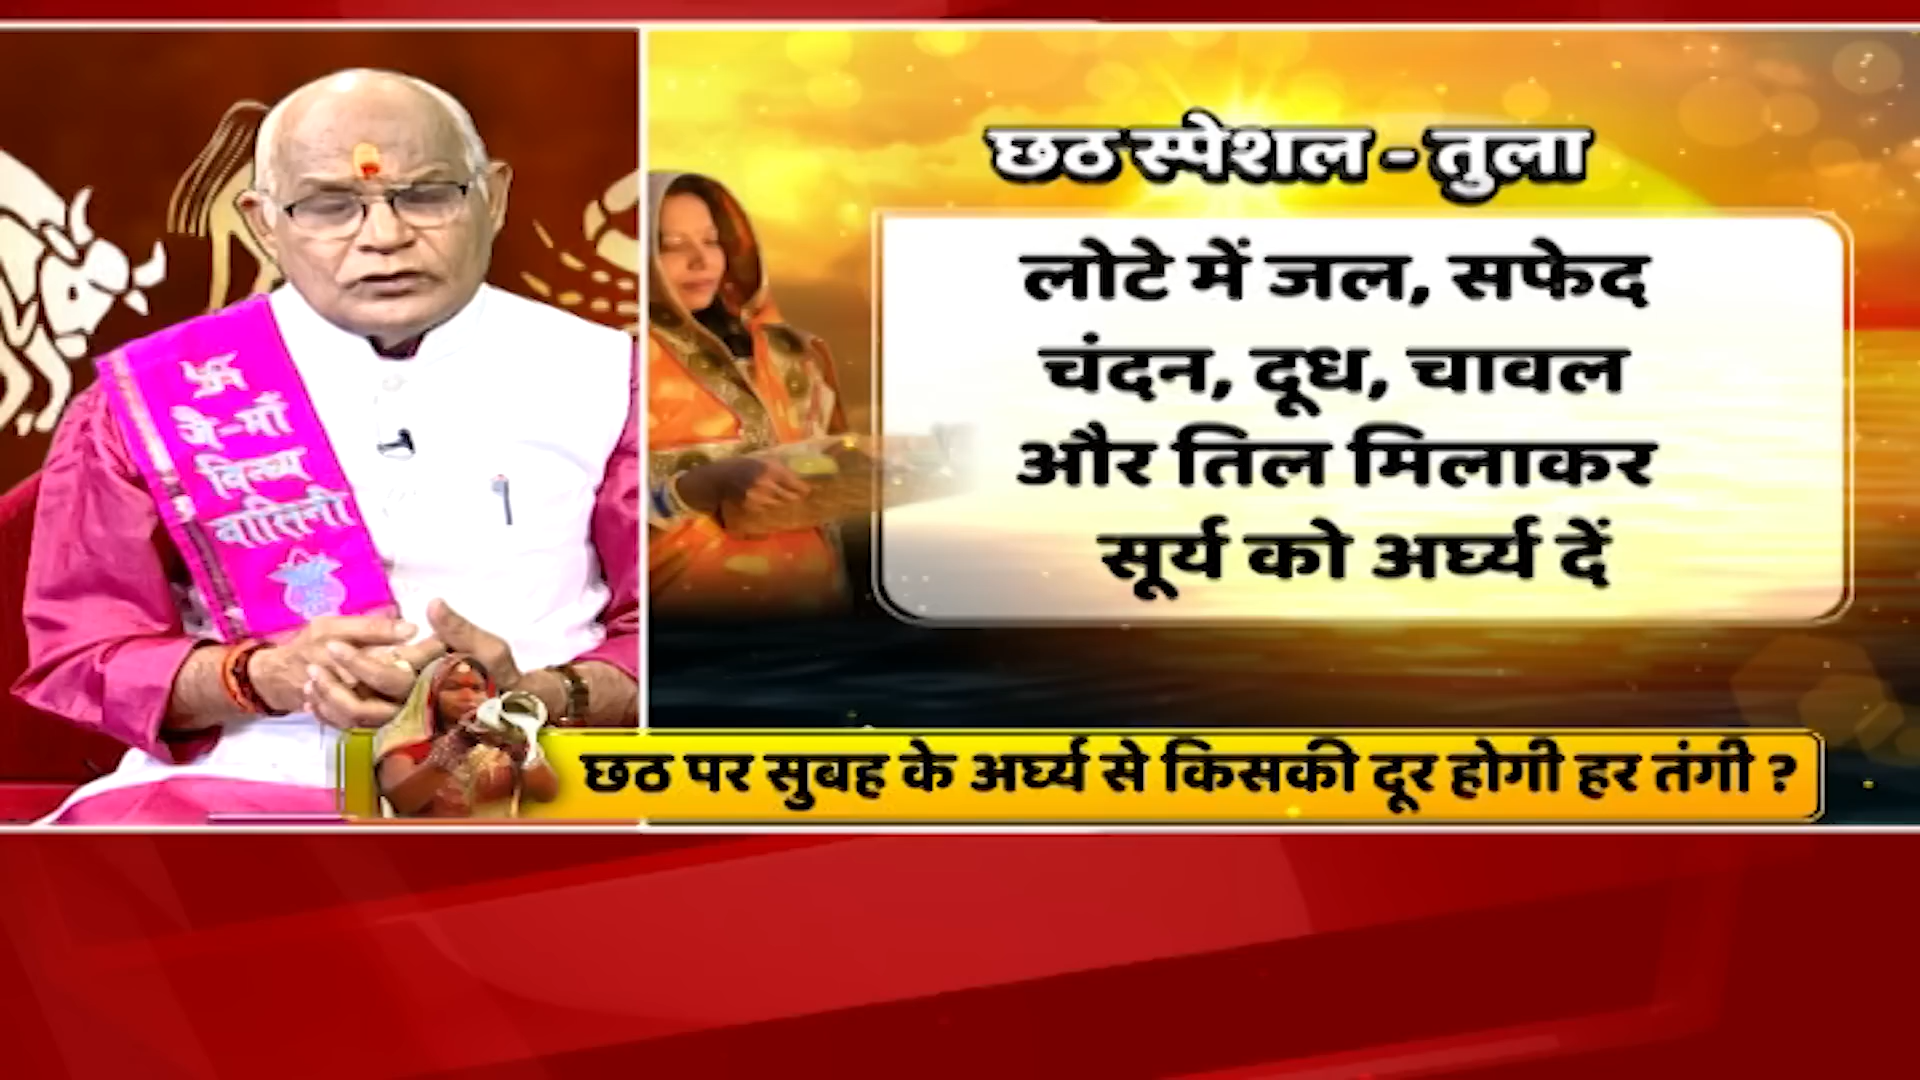 छठ स्पेशल - तुला
लोटे में जल, सफेद
चंदन, दूध, चावल
और तिल मिलाकर
सूर्य को अर्घ्य दें
जै-माँ
विन्ध्य
वासिनी
छठ पर सुबह के अर्घ्य से किसकी दूर होगी हर तंगी ?